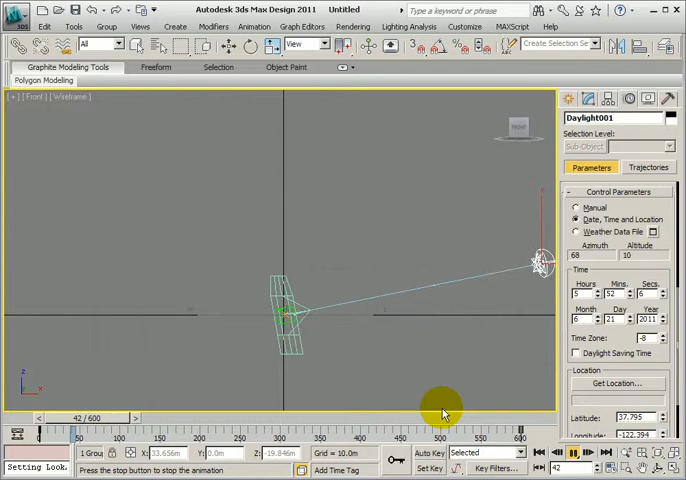 Autodesk 3ds Max Design 2011 Untitled
Type a keyword or phrase
3DS
Edit Tools Group Views Create Modifiers Animation Graph Editors Rendering Lighting Analysis Customize MAXScript Help
All View Create Selection Se
Graphite Modeling Tools Freeform Selection Object Paint
Polygon Modeling
[ + ] [ Front ] [ Wireframe ]
FRONT
Daylight001
Selection Level:
Sub-Object
Parameters Trajectories
Control Parameters
Manual
Date, Time and Location
Weather Data File
Azimuth Altitude
68 10
Time
Hours Mins. Secs.
5 52 6
Month Day Year
6 21 2011
Time Zone: -8
Daylight Saving Time
Location
Get Location...
Latitude: 37.795
Longitude: -122.394
z
x
< 42 / 600 >
0 50 100 150 200 250 300 350 400 450 500 550 600
1 Group X: 33.656m Y: 0.0m Z: -19.846m Grid = 10.0m Auto Key Selected
Setting Look, Press the stop button to stop the animation Add Time Tag Set Key Key Filters... 42